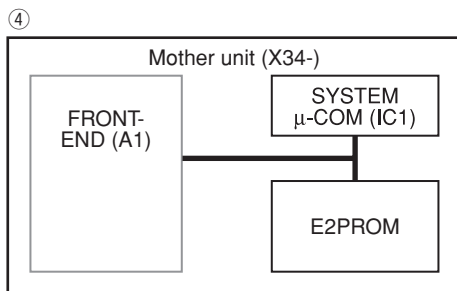 ④
Mother unit (X34-)
FRONT-
END (A1)
SYSTEM
μ-COM (IC1)
E2PROM